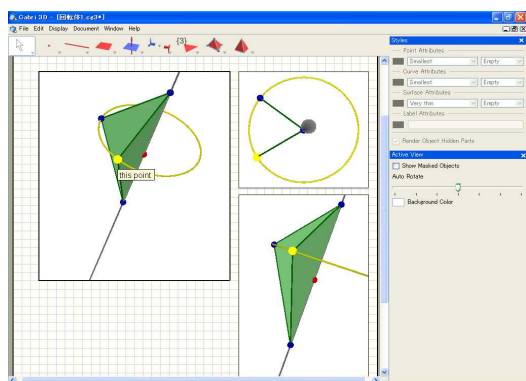 Cabri 3D - [回転体1.cg3*]
File Edit Display Document Window Help
{3}
this point
Styles
Point Attributes
Smallest
Empty
Curve Attributes
Smallest
Empty
Surface Attributes
Very thin
Empty
Label Attributes
Render Object Hidden Parts
Active View
Show Masked Objects
Auto Rotate
Background Color